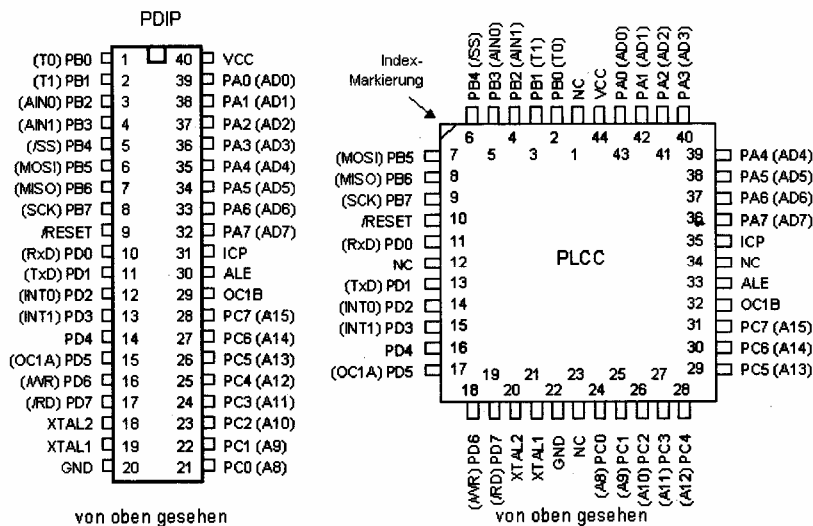 PDIP
(T0) PB0 1 40 VCC
(T1) PB1 2 39 PA0 (AD0)
(AIN0) PB2 3 38 PA1 (AD1)
(AIN1) PB3 4 37 PA2 (AD2)
(/SS) PB4 5 36 PA3 (AD3)
(MOSI) PB5 6 35 PA4 (AD4)
(MISO) PB6 7 34 PA5 (AD5)
(SCK) PB7 8 33 PA6 (AD6)
/RESET 9 32 PA7 (AD7)
(RxD) PD0 10 31 ICP
(TxD) PD1 11 30 ALE
(INT0) PD2 12 29 OC1B
(INT1) PD3 13 28 PC7 (A15)
PD4 14 27 PC6 (A14)
(OC1A) PD5 15 26 PC5 (A13)
(/WR) PD6 16 25 PC4 (A12)
(/RD) PD7 17 24 PC3 (A11)
XTAL2 18 23 PC2 (A10)
XTAL1 19 22 PC1 (A9)
GND 20 21 PC0 (A8)
von oben gesehen
Index-
Markierung
PB4 (/SS)
PB3 (AIN0)
PB2 (AIN1)
PB1 (T1)
PB0 (T0)
NC
VCC
PA0 (AD0)
PA1 (AD1)
PA2 (AD2)
PA3 (AD3)
6 4 2 44 42 40
5 3 1 43 41
(MOSI) PB5 7 39 PA4 (AD4)
(MISO) PB6 8 38 PA5 (AD5)
(SCK) PB7 9 37 PA6 (AD6)
/RESET 10 36 PA7 (AD7)
(RxD) PD0 11 35 ICP
NC 12 34 NC
(TxD) PD1 13 33 ALE
(INT0) PD2 14 32 OC1B
(INT1) PD3 15 31 PC7 (A15)
PD4 16 30 PC6 (A14)
(OC1A) PD5 17 29 PC5 (A13)
PLCC
19 21 23 25 27
18 20 22 24 26 28
(/WR) PD6
(/RD) PD7
XTAL2
XTAL1
GND
NC
(A8) PC0
(A9) PC1
(A10) PC2
(A11) PC3
(A12) PC4
von oben gesehen